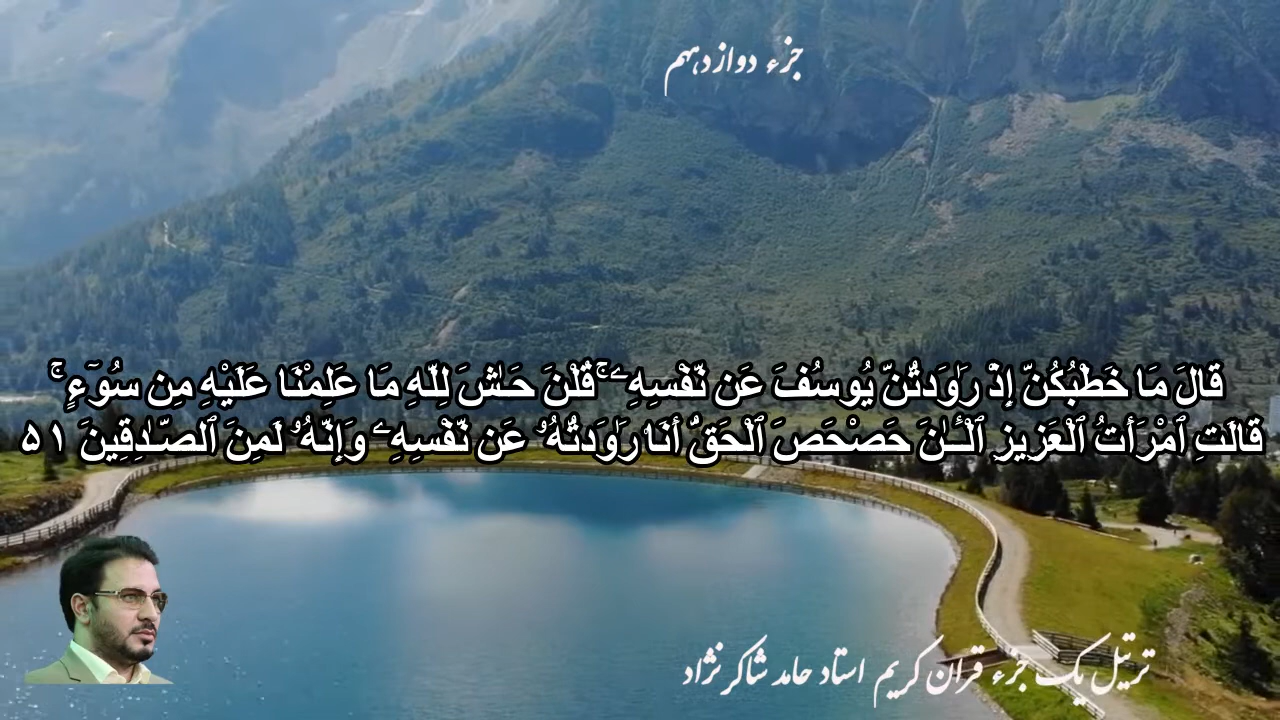 جزء دوازدهم
قَالَ مَا خَطۡبُكُنَّ إِذۡ رَٰوَدتُّنَّ يُوسُفَ عَن نَّفۡسِهِۦۚ قُلۡنَ حَٰشَ لِلَّهِ مَا عَلِمۡنَا عَلَيۡهِ مِن سُوٓءٖۚ
قَالَتِ ٱمۡرَأَتُ ٱلۡعَزِيزِ ٱلۡـَٰٔنَ حَصۡحَصَ ٱلۡحَقُّ أَنَا۠ رَٰوَدتُّهُۥ عَن نَّفۡسِهِۦ وَإِنَّهُۥ لَمِنَ ٱلصَّٰدِقِينَ ٥١
ترتیل یک جزء قرآن کریم استاد حامد شاکرنژاد